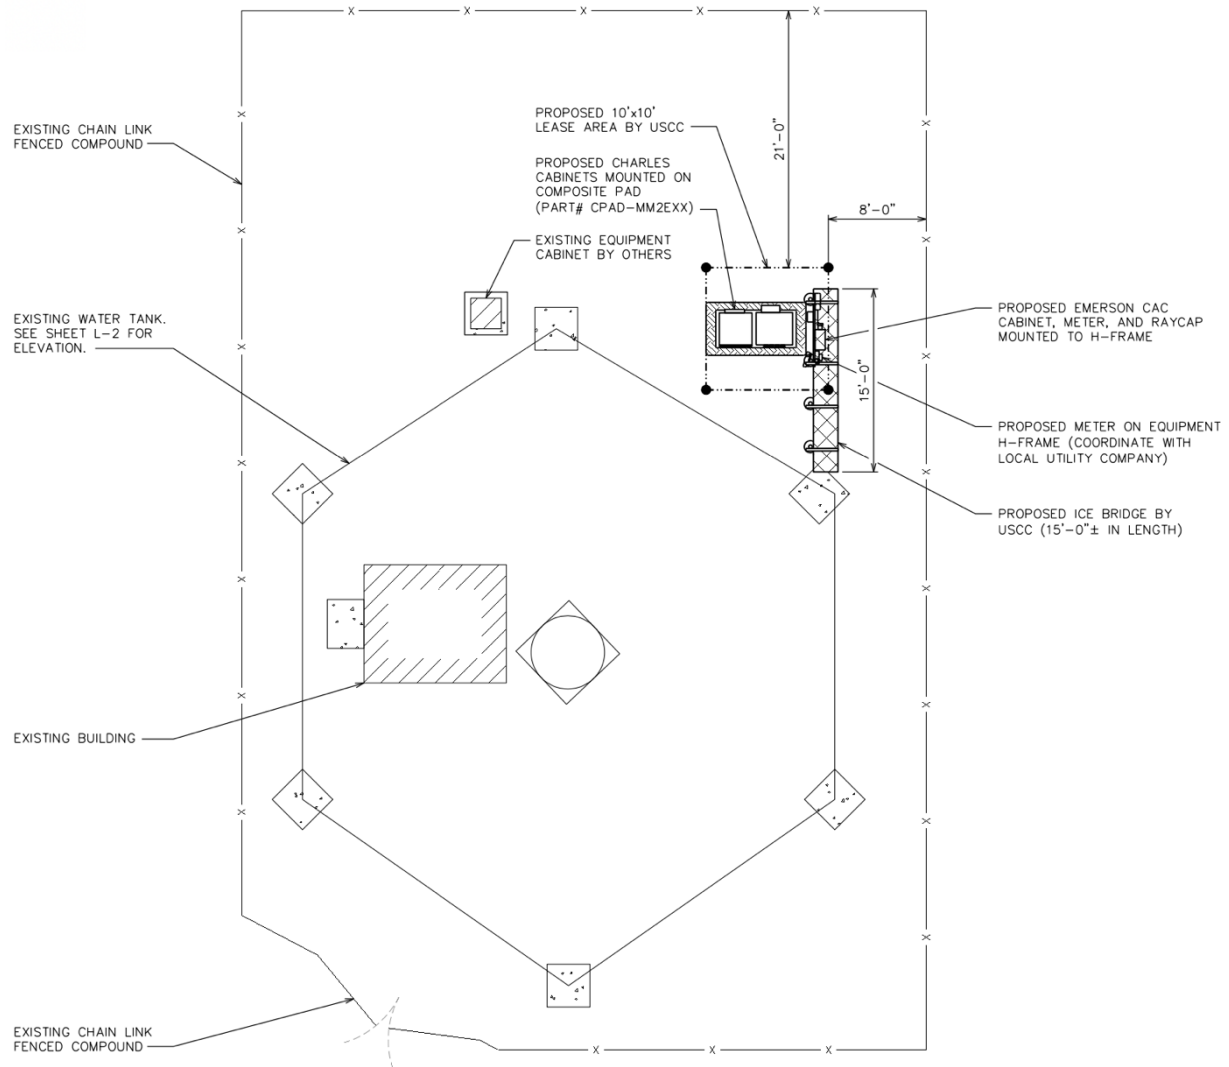 EXISTING CHAIN LINK
FENCED COMPOUND
PROPOSED 10'x10'
LEASE AREA BY USCC
21'-0"
PROPOSED CHARLES
CABINETS MOUNTED ON
COMPOSITE PAD
(PART# CPAD-MM2EXX)
8'-0"
EXISTING EQUIPMENT
CABINET BY OTHERS
EXISTING WATER TANK.
SEE SHEET L-2 FOR
ELEVATION.
PROPOSED EMERSON CAC
CABINET, METER, AND RAYCAP
MOUNTED TO H-FRAME
15'-0"
PROPOSED METER ON EQUIPMENT
H-FRAME (COORDINATE WITH
LOCAL UTILITY COMPANY)
PROPOSED ICE BRIDGE BY
USCC (15'-0"± IN LENGTH)
EXISTING BUILDING
EXISTING CHAIN LINK
FENCED COMPOUND